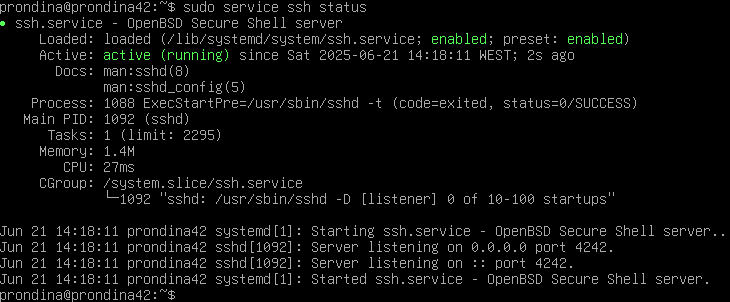 prondina@prondina42:~$ sudo service ssh status
● ssh.service - OpenBSD Secure Shell server
Loaded: loaded (/lib/systemd/system/ssh.service; enabled; preset: enabled)
Active: active (running) since Sat 2025-06-21 14:18:11 WEST; 2s ago
Docs: man:sshd(8)
man:sshd_config(5)
Process: 1088 ExecStartPre=/usr/sbin/sshd -t (code=exited, status=0/SUCCESS)
Main PID: 1092 (sshd)
Tasks: 1 (limit: 2295)
Memory: 1.4M
CPU: 27ms
CGroup: /system.slice/ssh.service
└─1092 "sshd: /usr/sbin/sshd -D [listener] 0 of 10-100 startups"
Jun 21 14:18:11 prondina42 systemd[1]: Starting ssh.service - OpenBSD Secure Shell server..
Jun 21 14:18:11 prondina42 sshd[1092]: Server listening on 0.0.0.0 port 4242.
Jun 21 14:18:11 prondina42 sshd[1092]: Server listening on :: port 4242.
Jun 21 14:18:11 prondina42 systemd[1]: Started ssh.service - OpenBSD Secure Shell server.
prondina@prondina42:~$